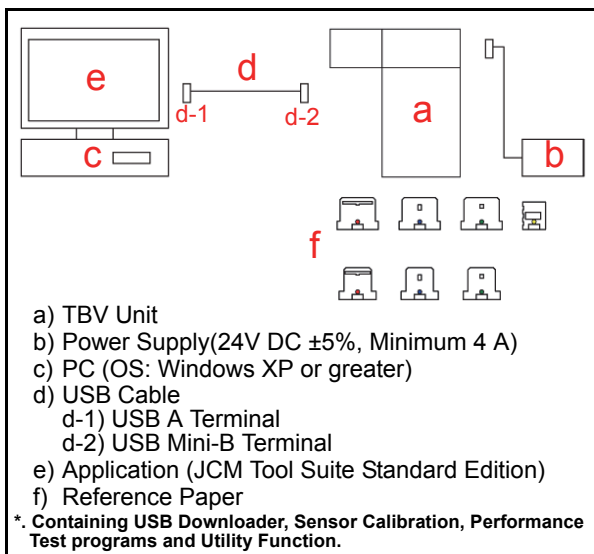 e
d
d-1
d-2
c
a
b
f
a) TBV Unit
b) Power Supply(24V DC ±5%, Minimum 4 A)
c) PC (OS: Windows XP or greater)
d) USB Cable
d-1) USB A Terminal
d-2) USB Mini-B Terminal
e) Application (JCM Tool Suite Standard Edition)
f) Reference Paper
*. Containing USB Downloader, Sensor Calibration, Performance
Test programs and Utility Function.